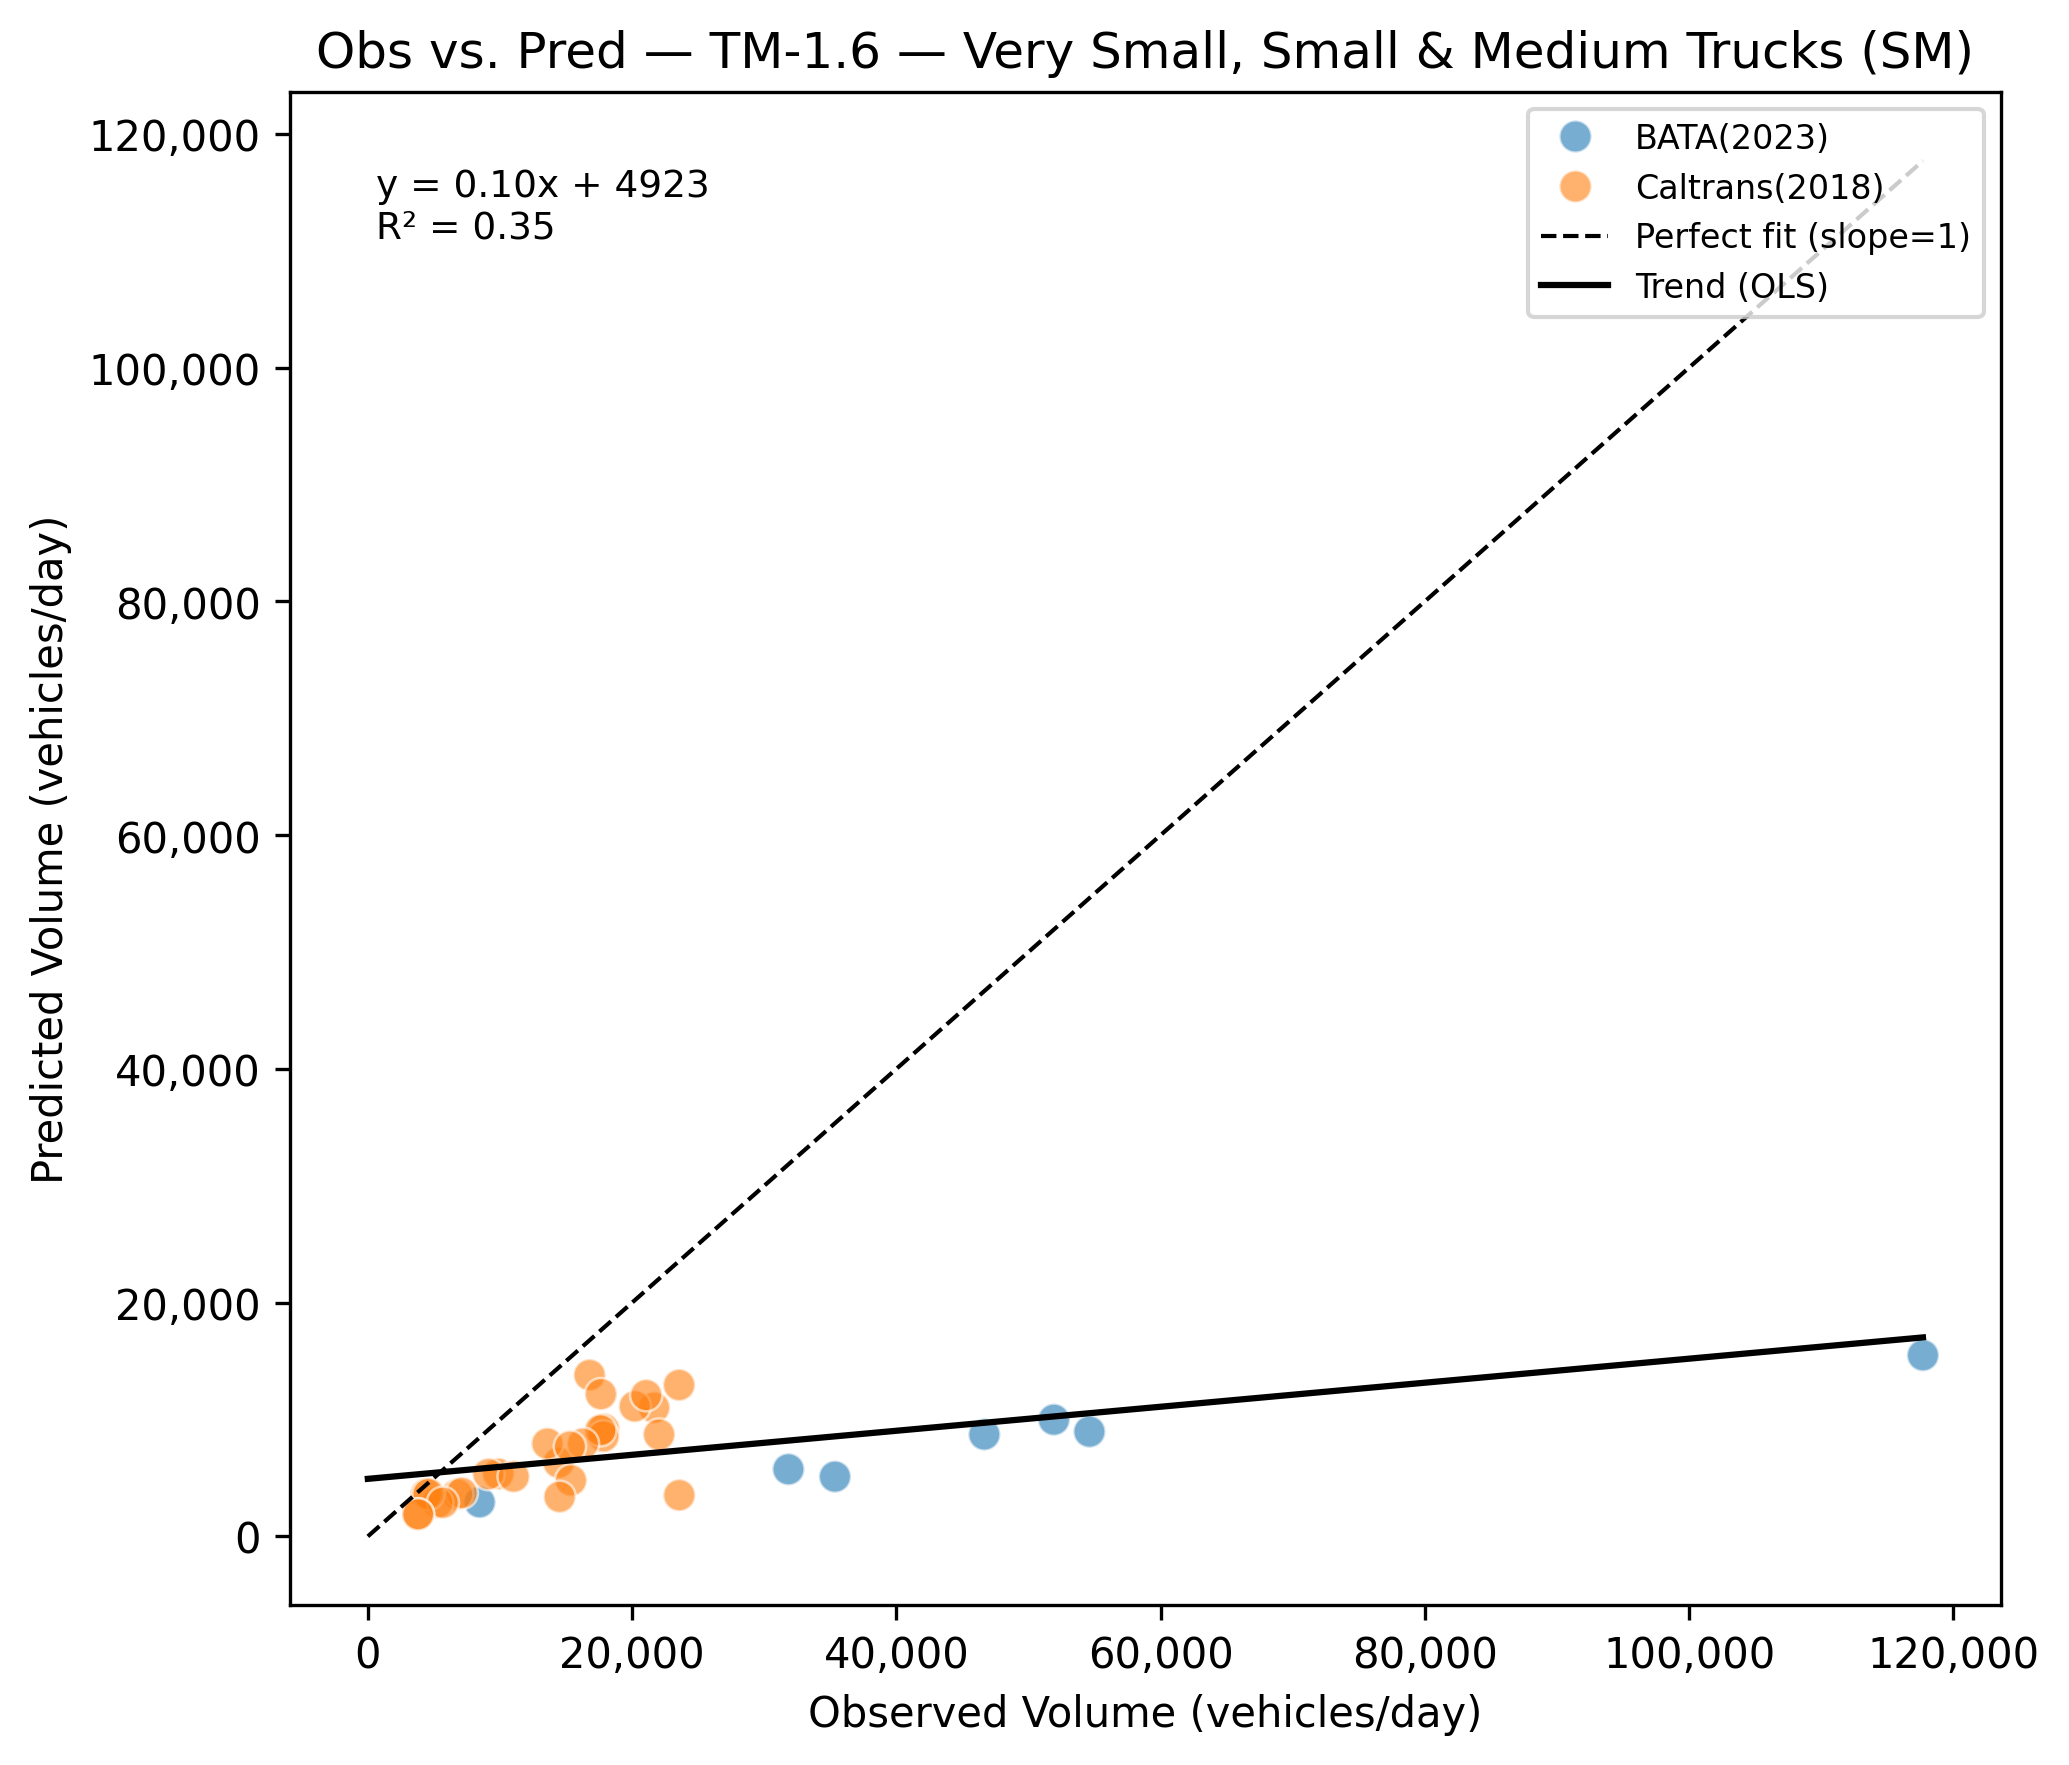 Obs vs. Pred — TM-1.6 — Very Small, Small & Medium Trucks (SM)
y = 0.10x + 4923
R² = 0.35
BATA(2023)
Caltrans(2018)
Perfect fit (slope=1)
Trend (OLS)
Predicted Volume (vehicles/day)
120,000
100,000
80,000
60,000
40,000
20,000
0
0
20,000
40,000
60,000
80,000
100,000
120,000
Observed Volume (vehicles/day)